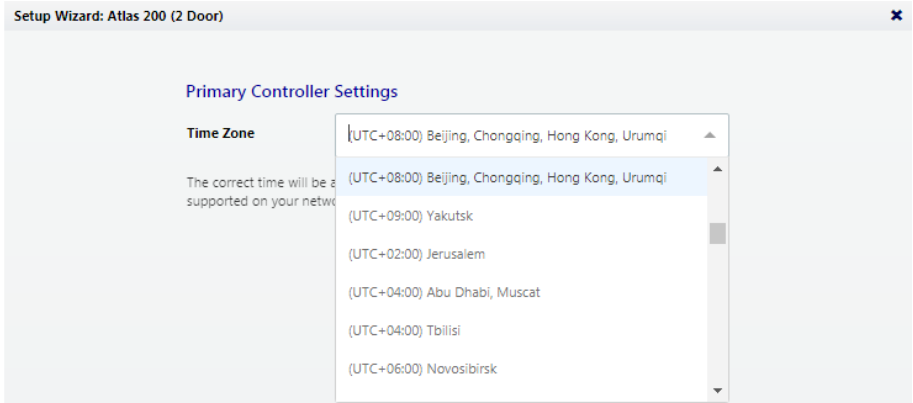 Setup Wizard: Atlas 200 (2 Door)
Primary Controller Settings
Time Zone
(UTC+08:00) Beijing, Chongqing, Hong Kong, Urumqi
The correct time will be a
supported on your netwo
(UTC+08:00) Beijing, Chongqing, Hong Kong, Urumqi
(UTC+09:00) Yakutsk
(UTC+02:00) Jerusalem
(UTC+04:00) Abu Dhabi, Muscat
(UTC+04:00) Tbilisi
(UTC+06:00) Novosibirsk